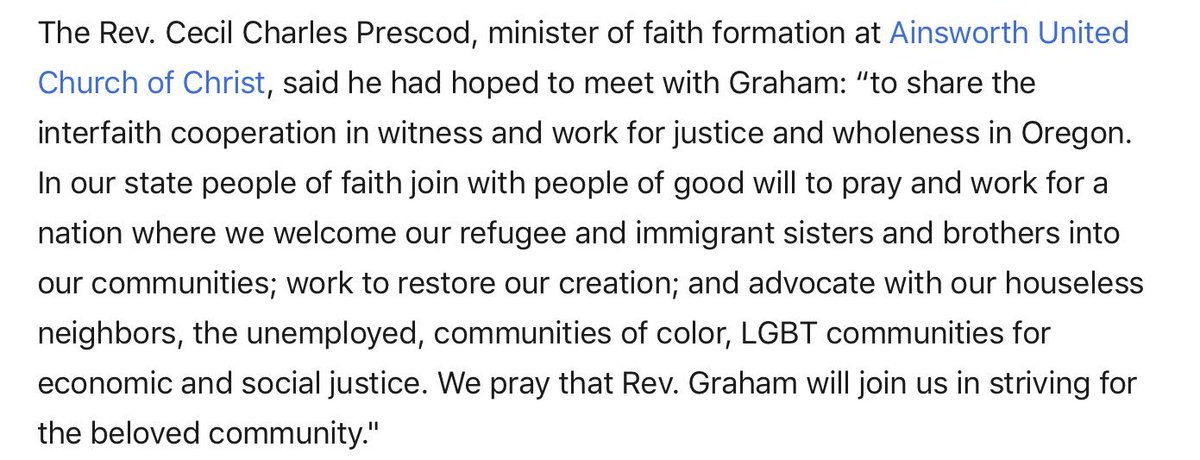 The Rev. Cecil Charles Prescod, minister of faith formation at Ainsworth United
Church of Christ, said he had hoped to meet with Graham: “to share the
interfaith cooperation in witness and work for justice and wholeness in Oregon.
In our state people of faith join with people of good will to pray and work for a
nation where we welcome our refugee and immigrant sisters and brothers into
our communities; work to restore our creation; and advocate with our houseless
neighbors, the unemployed, communities of color, LGBT communities for
economic and social justice. We pray that Rev. Graham will join us in striving for
the beloved community."